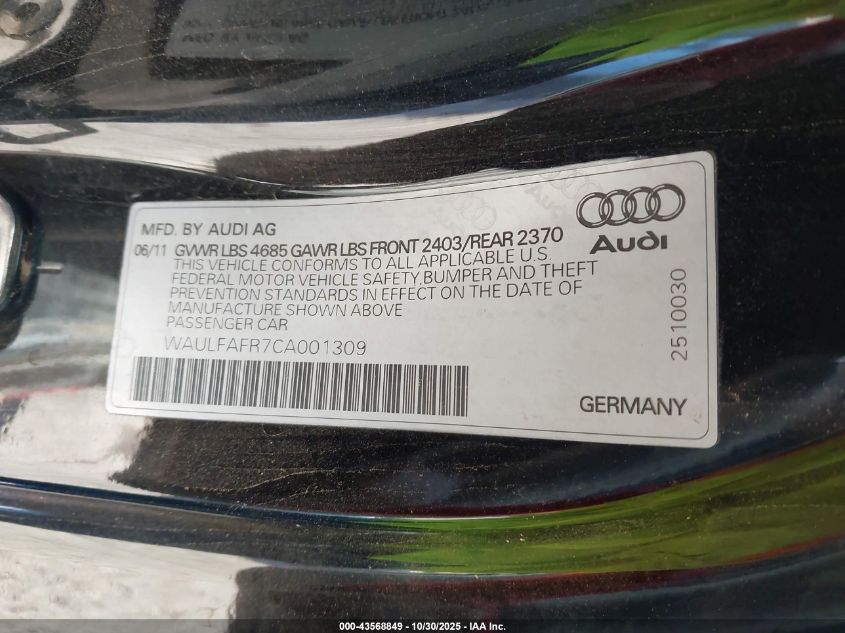 MFD. BY AUDI AG
06/11 GVWR LBS 4685 GAWR LBS FRONT 2403/REAR 2370
THIS VEHICLE CONFORMS TO ALL APPLICABLE U.S.
FEDERAL MOTOR VEHICLE SAFETY,BUMPER AND THEFT
PREVENTION STANDARDS IN EFFECT ON THE DATE OF
MANUFACTURE SHOWN ABOVE
PASSENGER CAR
WAULFAFR7CA001309
Audi
2510030
GERMANY
000-43568849 - 10/30/2025 - IAA Inc.